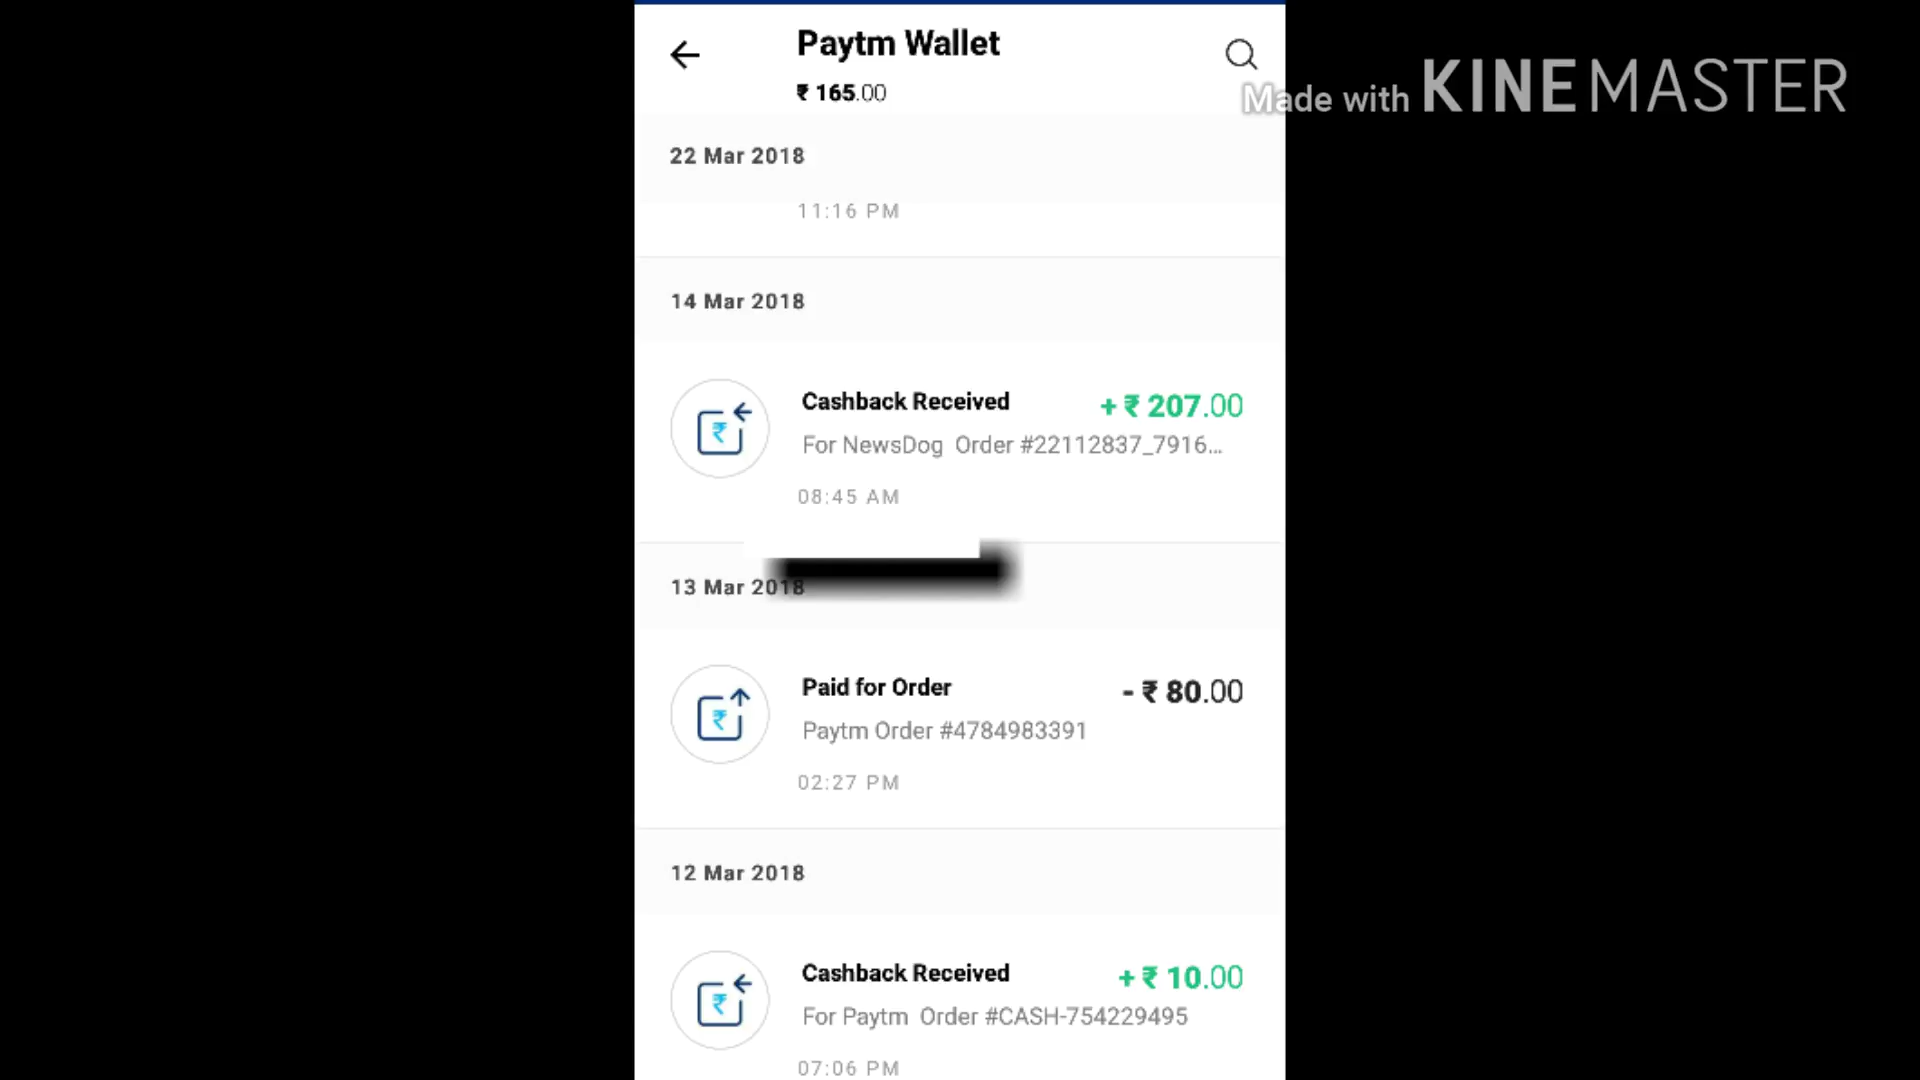 Paytm Wallet
₹ 165.00
Made with KINEMASTER
22 Mar 2018
11:16 PM
14 Mar 2018
Cashback Received + ₹ 207.00
For NewsDog Order #22112837_7916...
08:45 AM
13 Mar 2018
Paid for Order - ₹ 80.00
Paytm Order #4784983391
02:27 PM
12 Mar 2018
Cashback Received + ₹ 10.00
For Paytm Order #CASH-754229495
07:06 PM